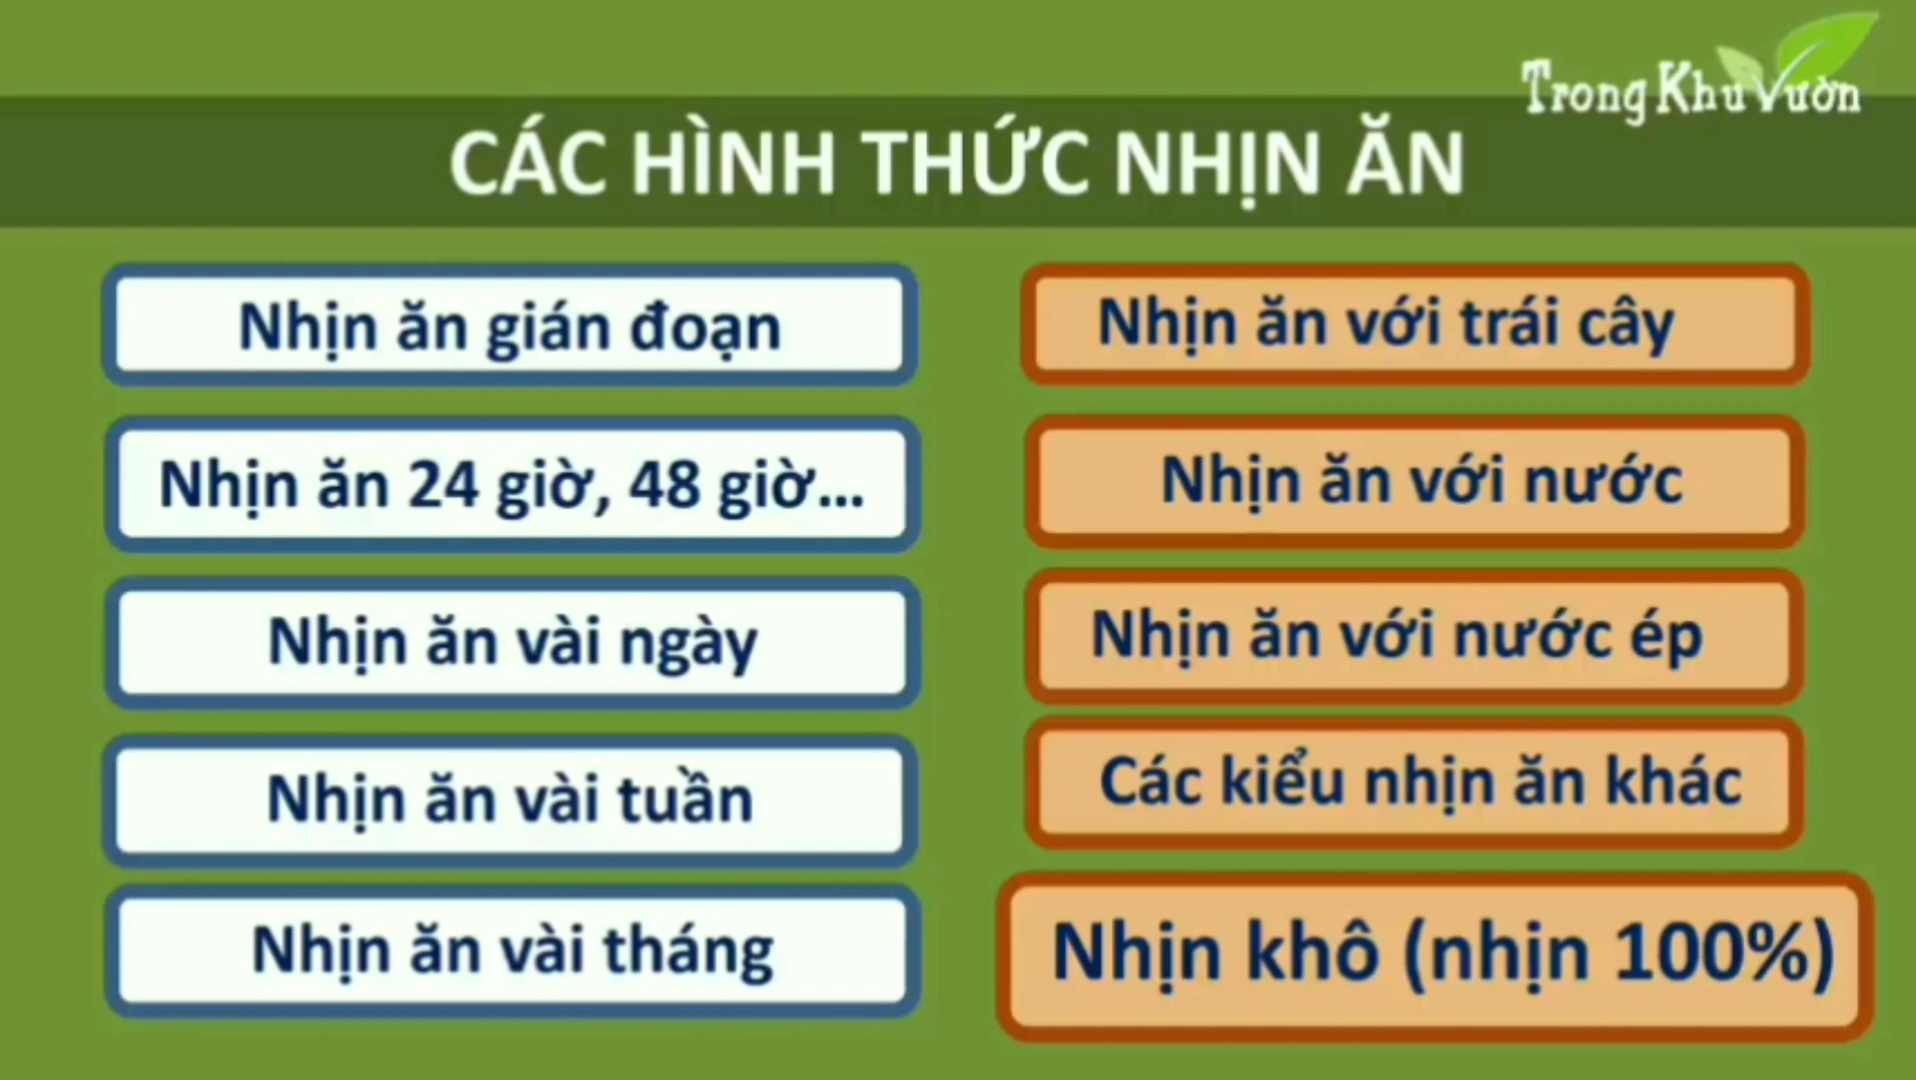 Trong Khu Vườn
CÁC HÌNH THỨC NHỊN ĂN
Nhịn ăn gián đoạn
Nhịn ăn 24 giờ, 48 giờ...
Nhịn ăn vài ngày
Nhịn ăn vài tuần
Nhịn ăn vài tháng
Nhịn ăn với trái cây
Nhịn ăn với nước
Nhịn ăn với nước ép
Các kiểu nhịn ăn khác
Nhịn khô (nhịn 100%)